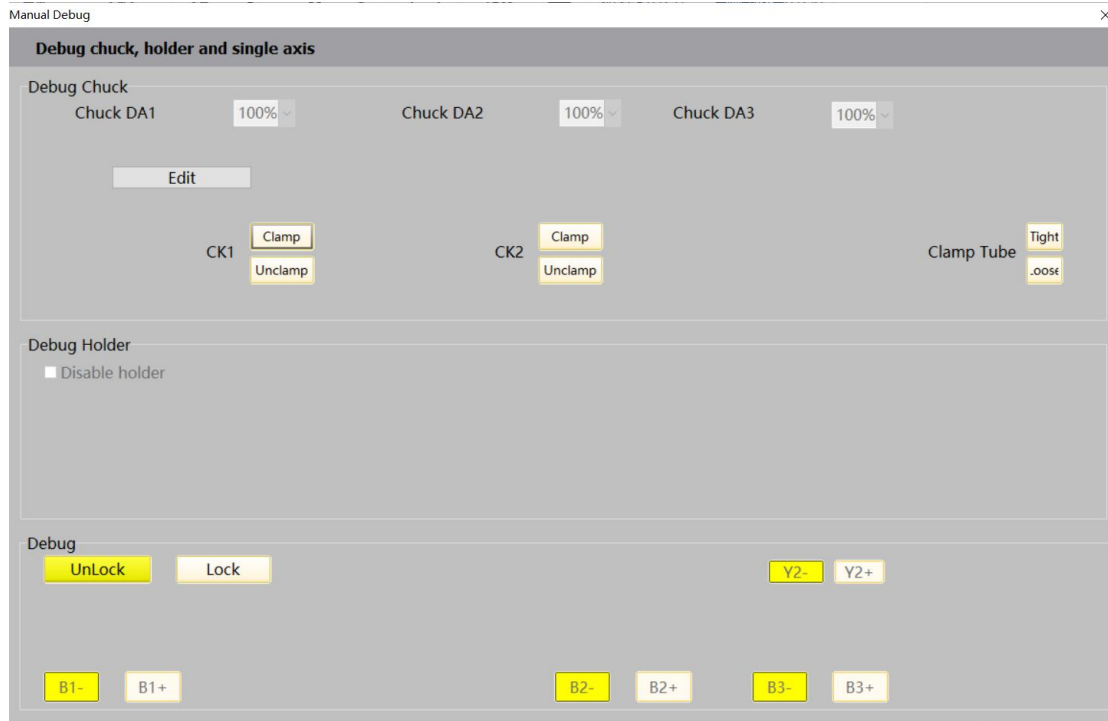 Manual Debug
Debug chuck, holder and single axis
Debug Chuck
Chuck DA1 100% Chuck DA2 100% Chuck DA3 100%
Edit
CK1 Clamp Unclamp CK2 Clamp Unclamp Clamp Tube Tight .oose
Debug Holder
Disable holder
Debug
UnLock Lock Y2- Y2+
B1- B1+ B2- B2+ B3- B3+